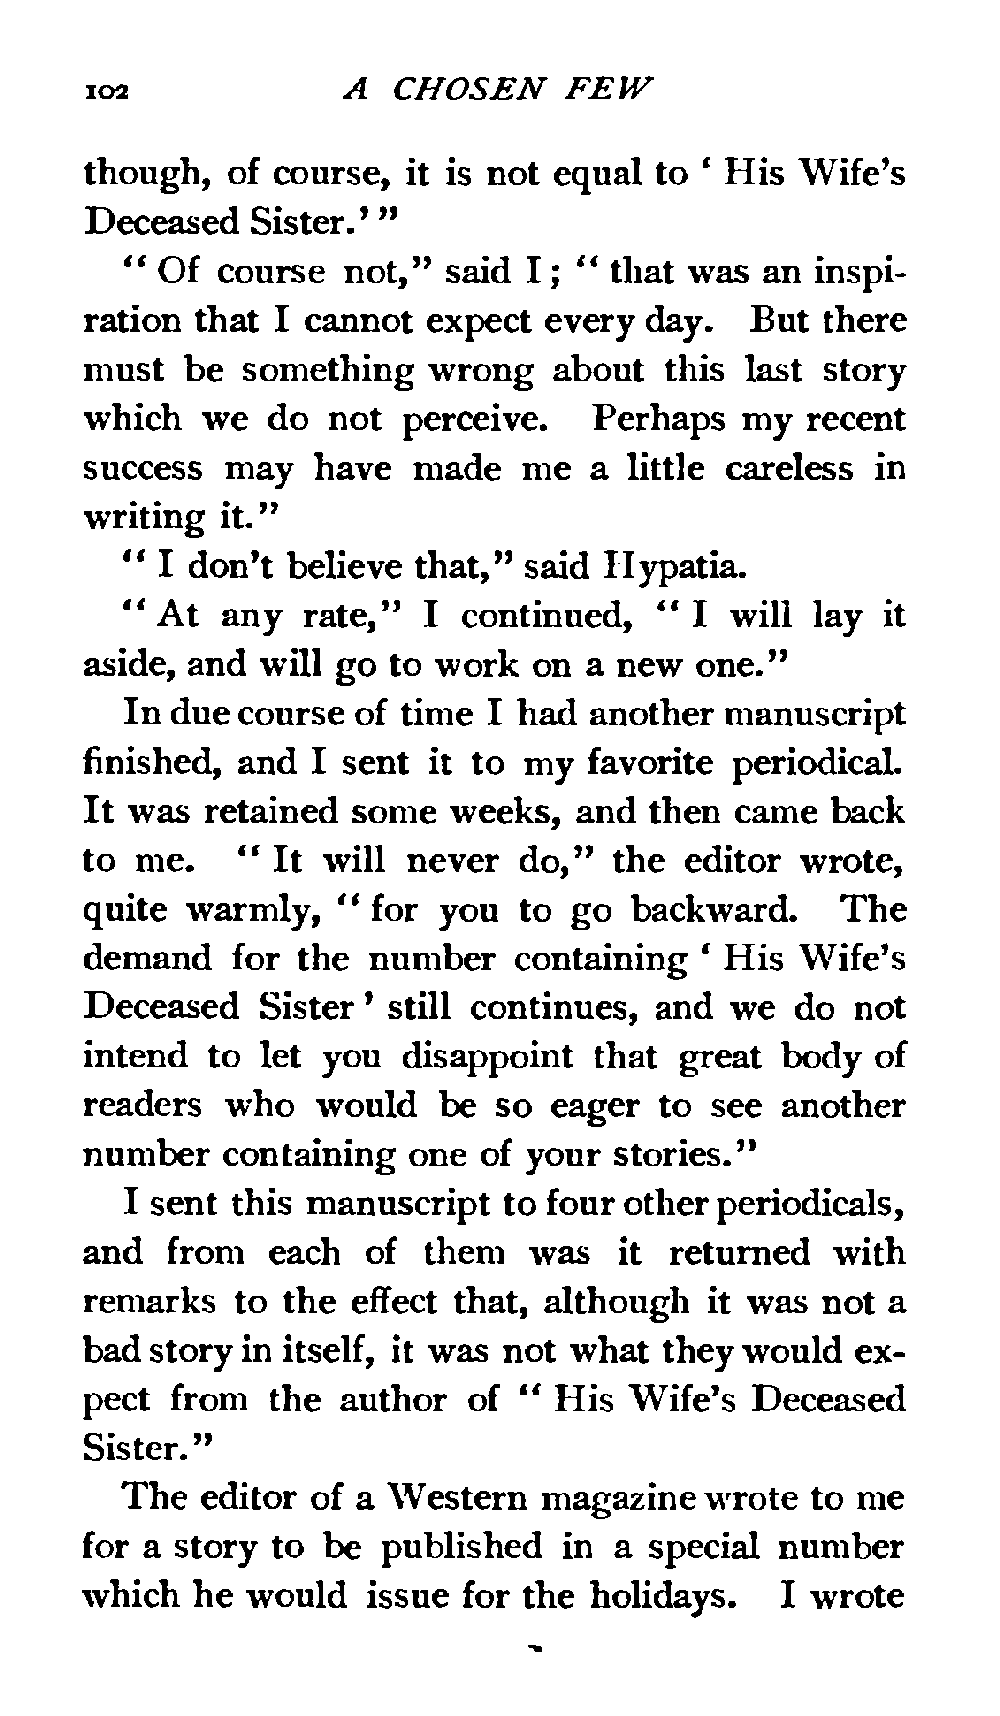 102 A CHOSEN FEW
though, of course, it is not equal to ‘ His Wife’s
Deceased Sister.’ ”
“ Of course not,” said I ; “ that was an inspi-
ration that I cannot expect every day. But there
must be something wrong about this last story
which we do not perceive. Perhaps my recent
success may have made me a little careless in
writing it.”
“ I don’t believe that,” said Hypatia.
“ At any rate,” I continued, “ I will lay it
aside, and will go to work on a new one.”
In due course of time I had another manuscript
finished, and I sent it to my favorite periodical.
It was retained some weeks, and then came back
to me. “ It will never do,” the editor wrote,
quite warmly, “ for you to go backward. The
demand for the number containing ‘ His Wife’s
Deceased Sister ’ still continues, and we do not
intend to let you disappoint that great body of
readers who would be so eager to see another
number containing one of your stories.”
I sent this manuscript to four other periodicals,
and from each of them was it returned with
remarks to the effect that, although it was not a
bad story in itself, it was not what they would ex-
pect from the author of “ His Wife’s Deceased
Sister.”
The editor of a Western magazine wrote to me
for a story to be published in a special number
which he would issue for the holidays. I wrote